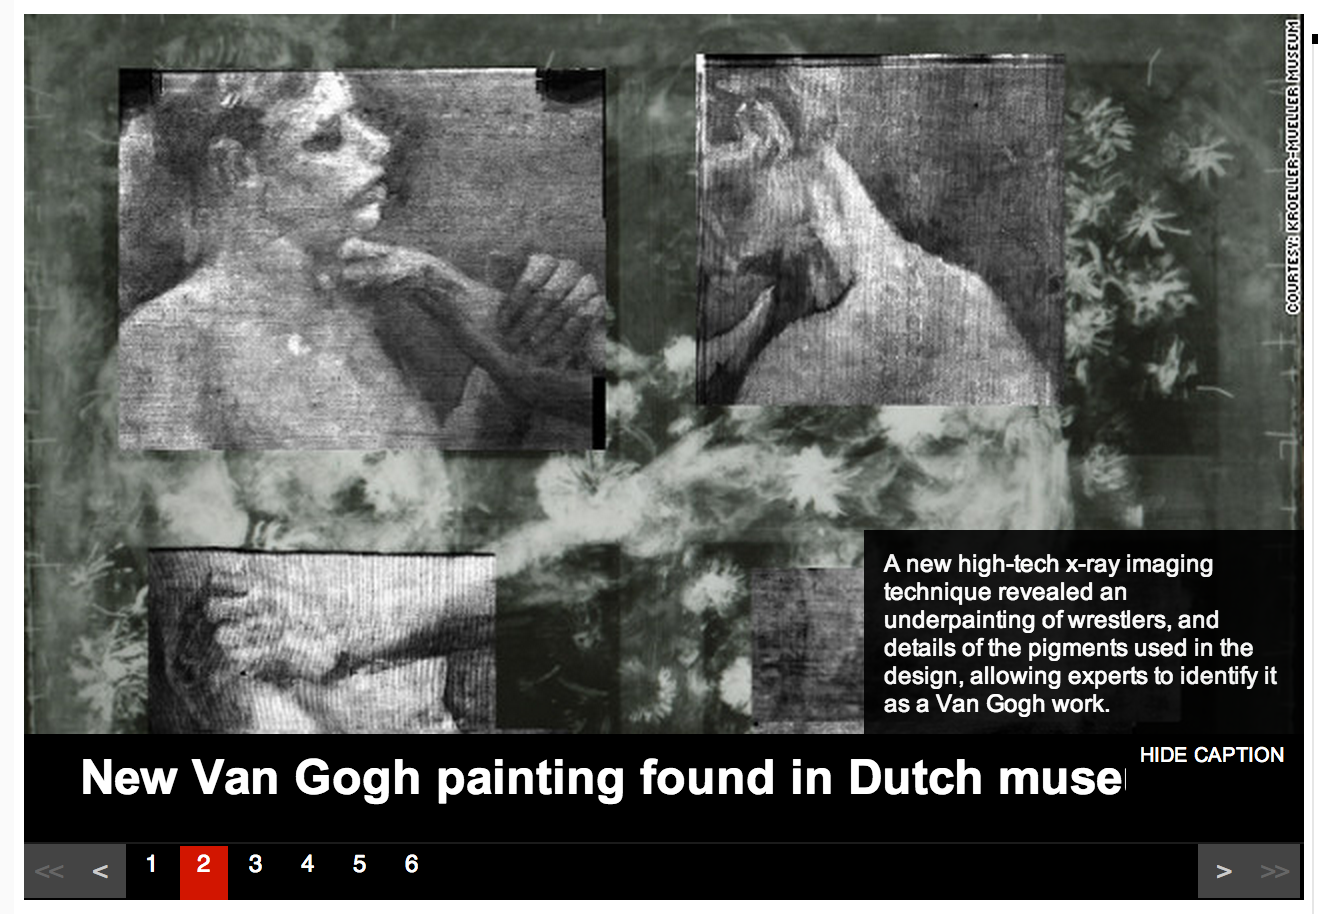 COURTESY: KROELLER-MUELLER MUSEUM
A new high-tech x-ray imaging
technique revealed an
underpainting of wrestlers, and
details of the pigments used in the
design, allowing experts to identify it
as a Van Gogh work.
HIDE CAPTION
New Van Gogh painting found in Dutch muse
<< < 1 2 3 4 5 6 > >>